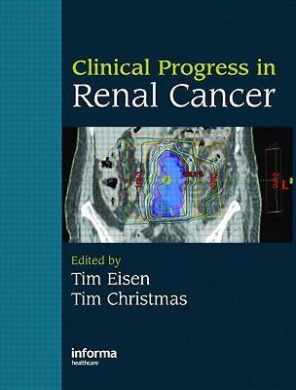 Clinical Progress in
Renal Cancer
L
Edited by
Tim Eisen
Tim Christmas
informa
healthcare